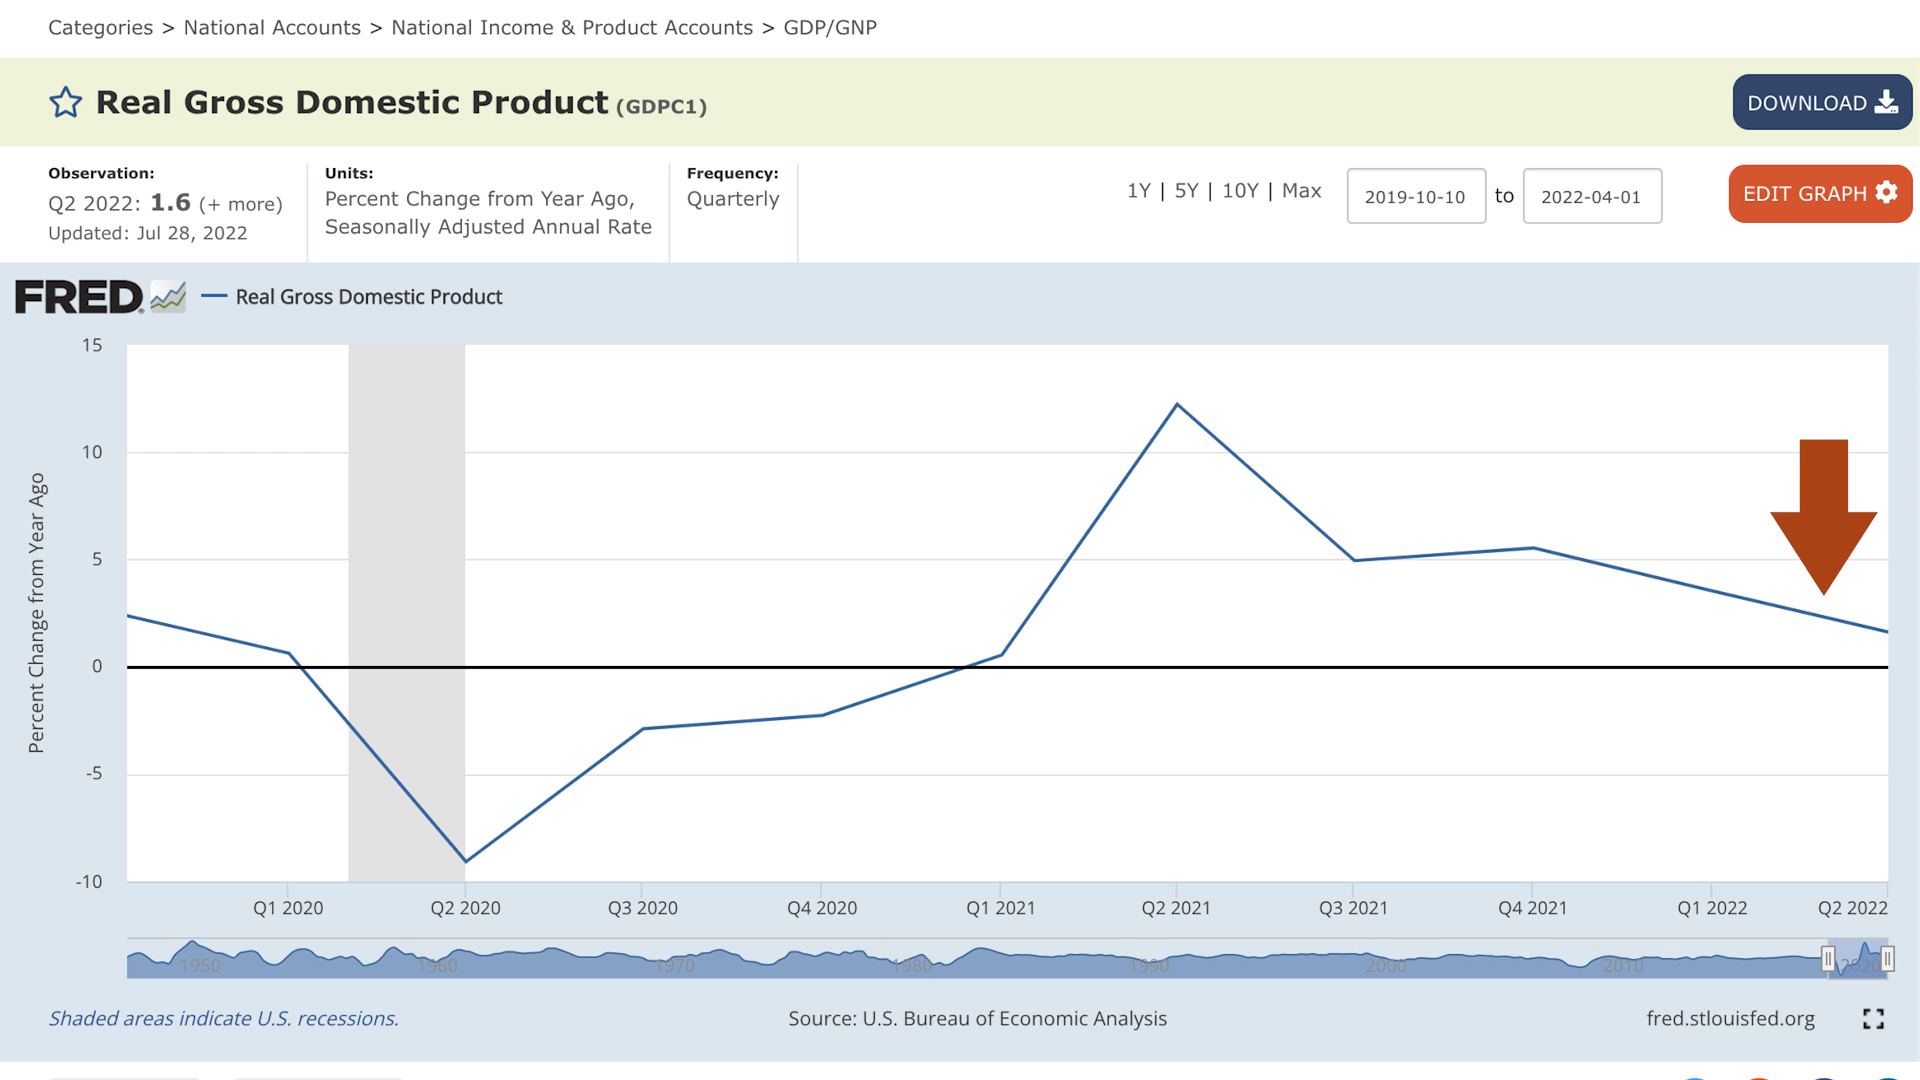 Categories > National Accounts > National Income & Product Accounts > GDP/GNP
Real Gross Domestic Product (GDPC1)
DOWNLOAD
Observation:
Q2 2022: 1.6 (+ more)
Updated: Jul 28, 2022
Units:
Percent Change from Year Ago,
Seasonally Adjusted Annual Rate
Frequency:
Quarterly
1Y | 5Y | 10Y | Max
2019-10-10 to 2022-04-01
EDIT GRAPH
FRED
Real Gross Domestic Product
Percent Change from Year Ago
15
10
5
0
-5
-10
Q1 2020 Q2 2020 Q3 2020 Q4 2020 Q1 2021 Q2 2021 Q3 2021 Q4 2021 Q1 2022 Q2 2022
1950 1960 1970 1980 1990 2000 2010 2020
Shaded areas indicate U.S. recessions.
Source: U.S. Bureau of Economic Analysis
fred.stlouisfed.org